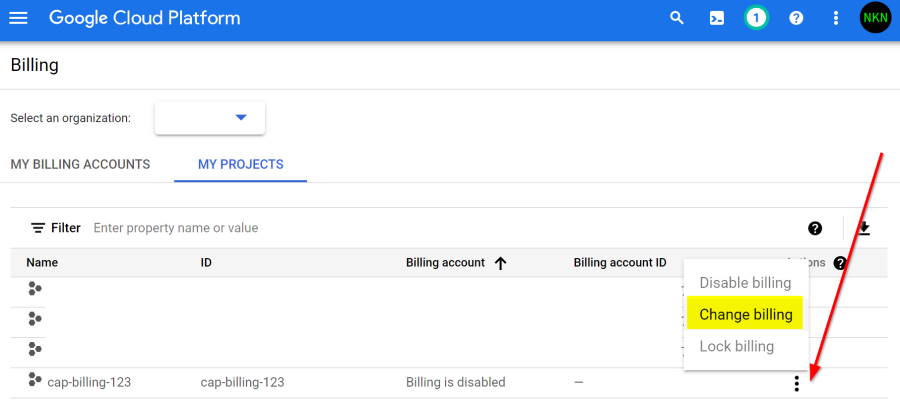 Google Cloud Platform 1 NKN
Billing
Select an organization:
MY BILLING ACCOUNTS MY PROJECTS
Filter Enter property name or value
Name ID Billing account Billing account ID
Disable billing
Change billing
Lock billing
cap-billing-123 cap-billing-123 Billing is disabled —